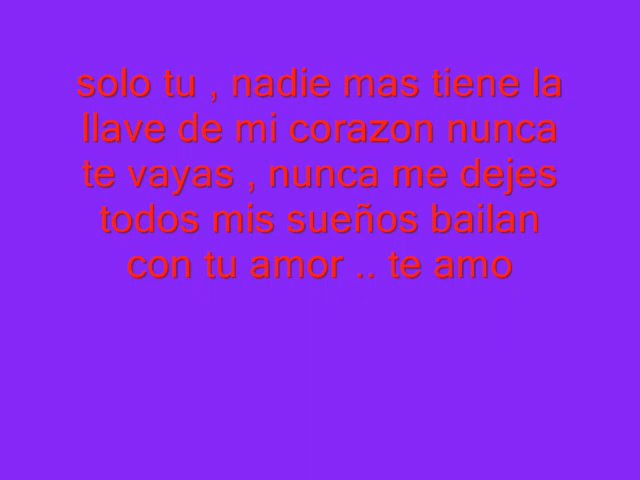 solo tu , nadie mas tiene la
llave de mi corazon nunca
te vayas , nunca me dejes
todos mis sueños bailan
con tu amor .. te amo